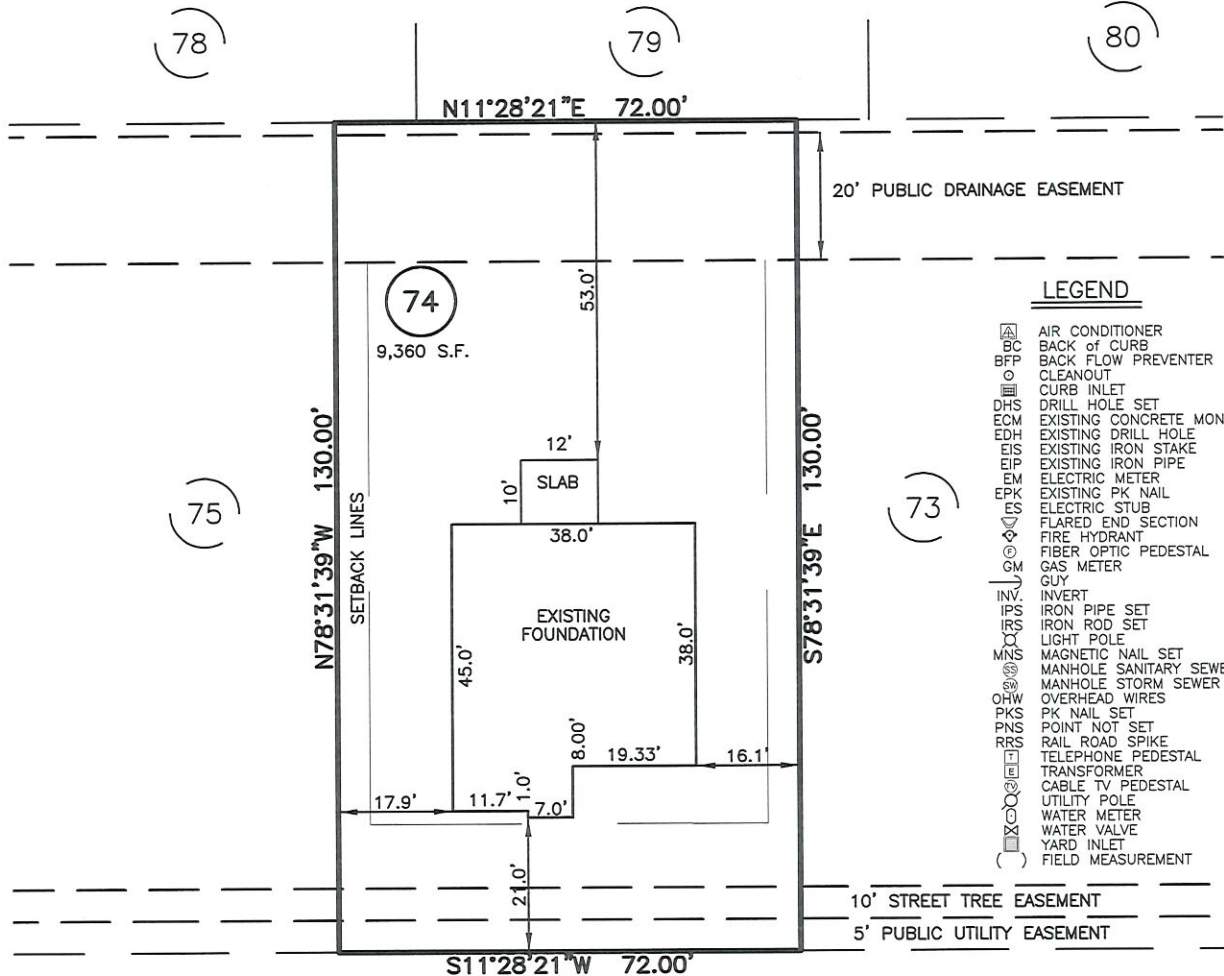 78
79
80
N11°28'21"E 72.00'
20' PUBLIC DRAINAGE EASEMENT
74
9,360 S.F.
53.0'
LEGEND
AIR CONDITIONER
BC BACK of CURB
BFP BACK FLOW PREVENTER
CLEANOUT
CURB INLET
DHS DRILL HOLE SET
ECM EXISTING CONCRETE MON
EDH EXISTING DRILL HOLE
EIS EXISTING IRON STAKE
EIP EXISTING IRON PIPE
EM ELECTRIC METER
EPK EXISTING PK NAIL
ES ELECTRIC STUB
FLARED END SECTION
FIRE HYDRANT
F FIBER OPTIC PEDESTAL
GM GAS METER
GUY
INV. INVERT
IPS IRON PIPE SET
IRS IRON ROD SET
LIGHT POLE
MNS MAGNETIC NAIL SET
SS MANHOLE SANITARY SEWE
SW MANHOLE STORM SEWER
OHW OVERHEAD WIRES
PKS PK NAIL SET
PNS POINT NOT SET
RRS RAIL ROAD SPIKE
T TELEPHONE PEDESTAL
E TRANSFORMER
TV CABLE TV PEDESTAL
UTILITY POLE
WATER METER
WATER VALVE
YARD INLET
( ) FIELD MEASUREMENT
N78°31'39"W 130.00'
SETBACK LINES
S78°31'39"E 130.00'
75
73
12'
10'
SLAB
38.0'
EXISTING
FOUNDATION
45.0'
38.0'
8.00'
19.33'
16.1'
17.9'
11.7'
1.0'
7.0'
21.0'
10' STREET TREE EASEMENT
5' PUBLIC UTILITY EASEMENT
S11°28'21"W 72.00'